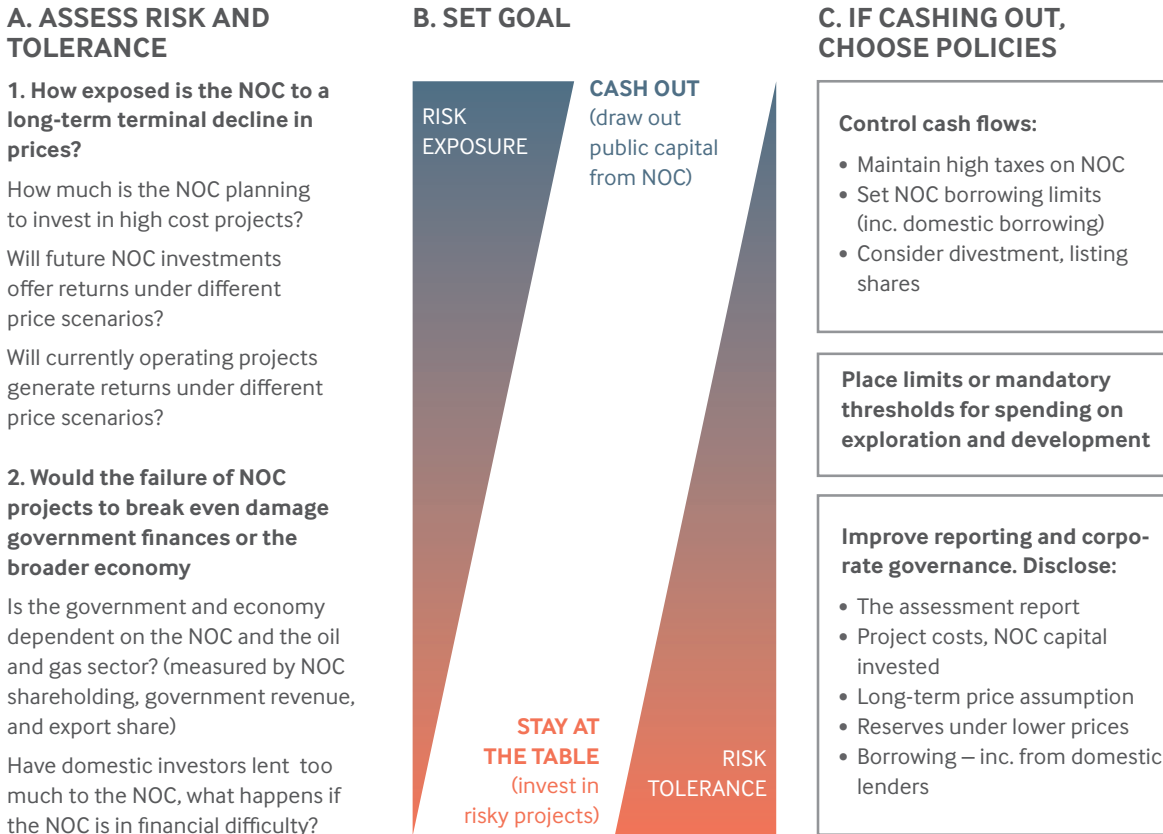 A. ASSESS RISK AND
TOLERANCE
1. How exposed is the NOC to a
long-term terminal decline in
prices?
How much is the NOC planning
to invest in high cost projects?
Will future NOC investments
offer returns under different
price scenarios?
Will currently operating projects
generate returns under different
price scenarios?
2. Would the failure of NOC
projects to break even damage
government finances or the
broader economy
Is the government and economy
dependent on the NOC and the oil
and gas sector? (measured by NOC
shareholding, government revenue,
and export share)
Have domestic investors lent too
much to the NOC, what happens if
the NOC is in financial difficulty?
B. SET GOAL
RISK
EXPOSURE
CASH OUT
(draw out
public capital
from NOC)
STAY AT
THE TABLE
(invest in
risky projects)
RISK
TOLERANCE
C. IF CASHING OUT,
CHOOSE POLICIES
Control cash flows:
• Maintain high taxes on NOC
• Set NOC borrowing limits
(inc. domestic borrowing)
• Consider divestment, listing
shares
Place limits or mandatory
thresholds for spending on
exploration and development
Improve reporting and corpo-
rate governance. Disclose:
• The assessment report
• Project costs, NOC capital
invested
• Long-term price assumption
• Reserves under lower prices
• Borrowing – inc. from domestic
lenders